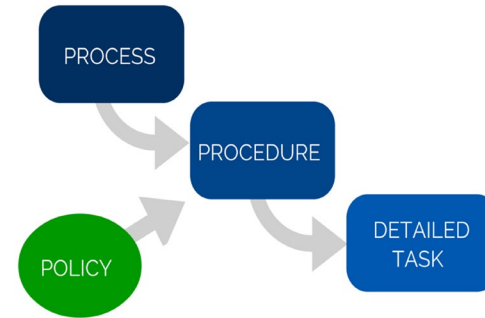 PROCESS
PROCEDURE
POLICY
DETAILED
TASK